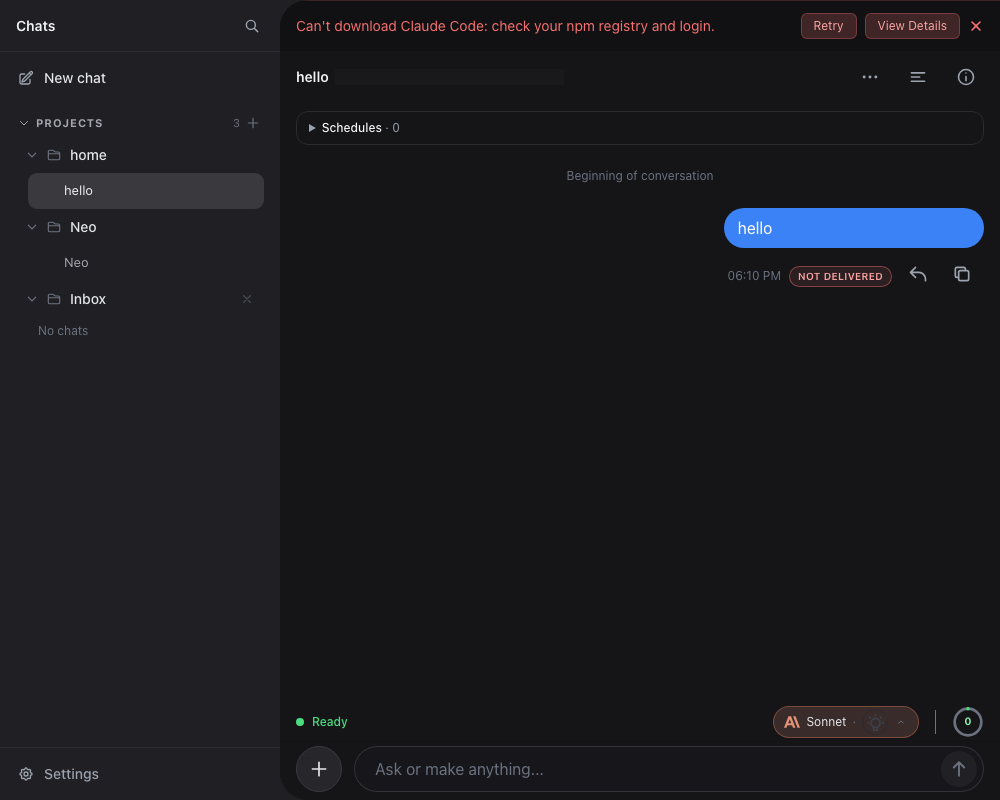 Chats
Can't download Claude Code: check your npm registry and login.
Retry
View Details
New chat
hello
PROJECTS 3
Schedules · 0
home
hello
Neo
Neo
Inbox
No chats
Beginning of conversation
hello
06:10 PM NOT DELIVERED
Ready
Sonnet ·
0
Settings
Ask or make anything...